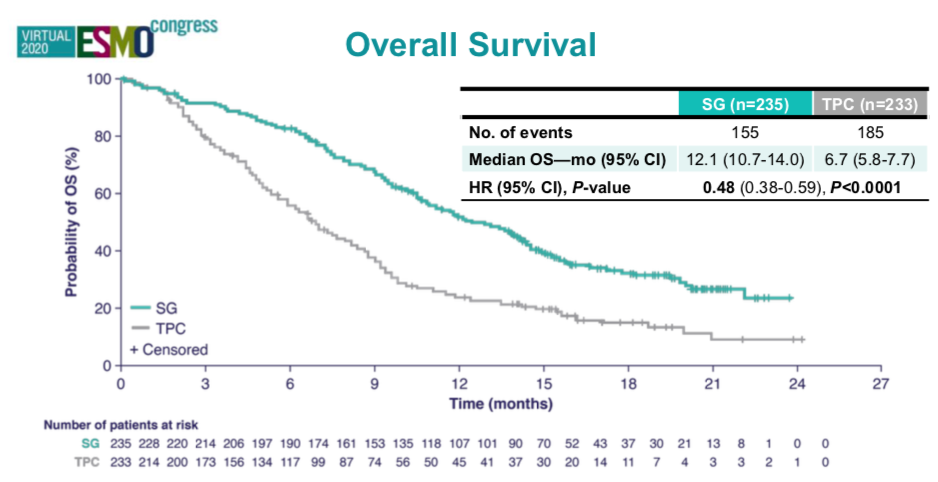 VIRTUAL 2020 ESMO congress
Overall Survival
SG (n=235) TPC (n=233)
No. of events 155 185
Median OS—mo (95% CI) 12.1 (10.7-14.0) 6.7 (5.8-7.7)
HR (95% CI), P-value 0.48 (0.38-0.59), P<0.0001
Probability of OS (%)
100
80
60
40
20
0
SG
TPC
+ Censored
0 3 6 9 12 15 18 21 24 27
Time (months)
Number of patients at risk
SG 235 228 220 214 206 197 190 174 161 153 135 118 107 101 90 70 52 43 37 30 21 13 8 1 0 0
TPC 233 214 200 173 156 134 117 99 87 74 56 50 45 41 37 30 20 14 11 7 4 3 3 2 1 0